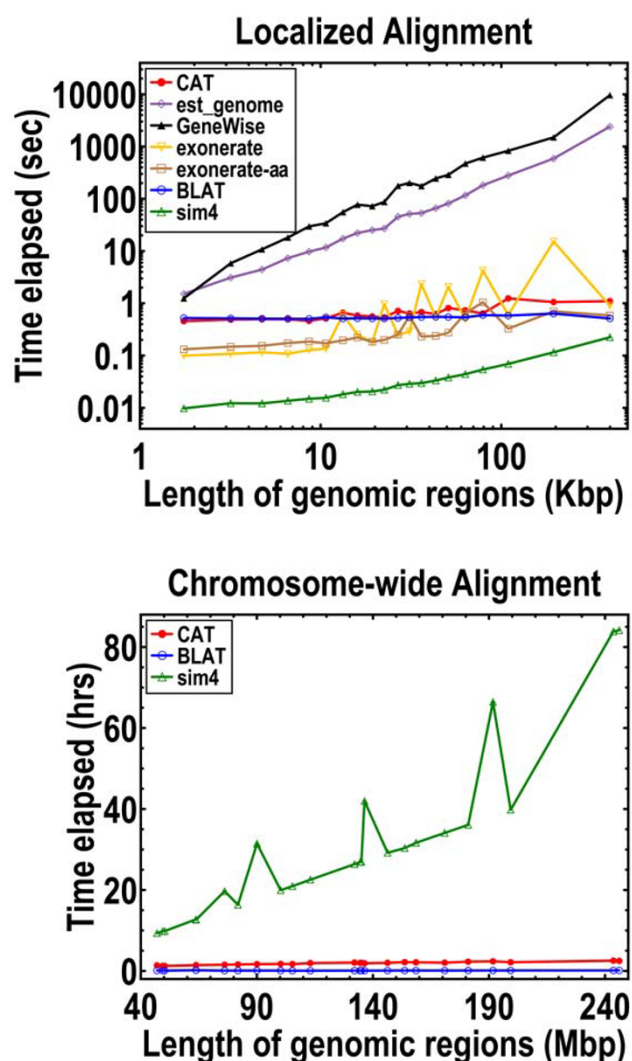 Localized Alignment
Time elapsed (sec)
10000
1000
100
10
1
0.1
0.01
CAT
est_genome
GeneWise
exonerate
exonerate-aa
BLAT
sim4
1 10 100
Length of genomic regions (Kbp)
Chromosome-wide Alignment
Time elapsed (hrs)
80
60
40
20
0
CAT
BLAT
sim4
40 90 140 190 240
Length of genomic regions (Mbp)